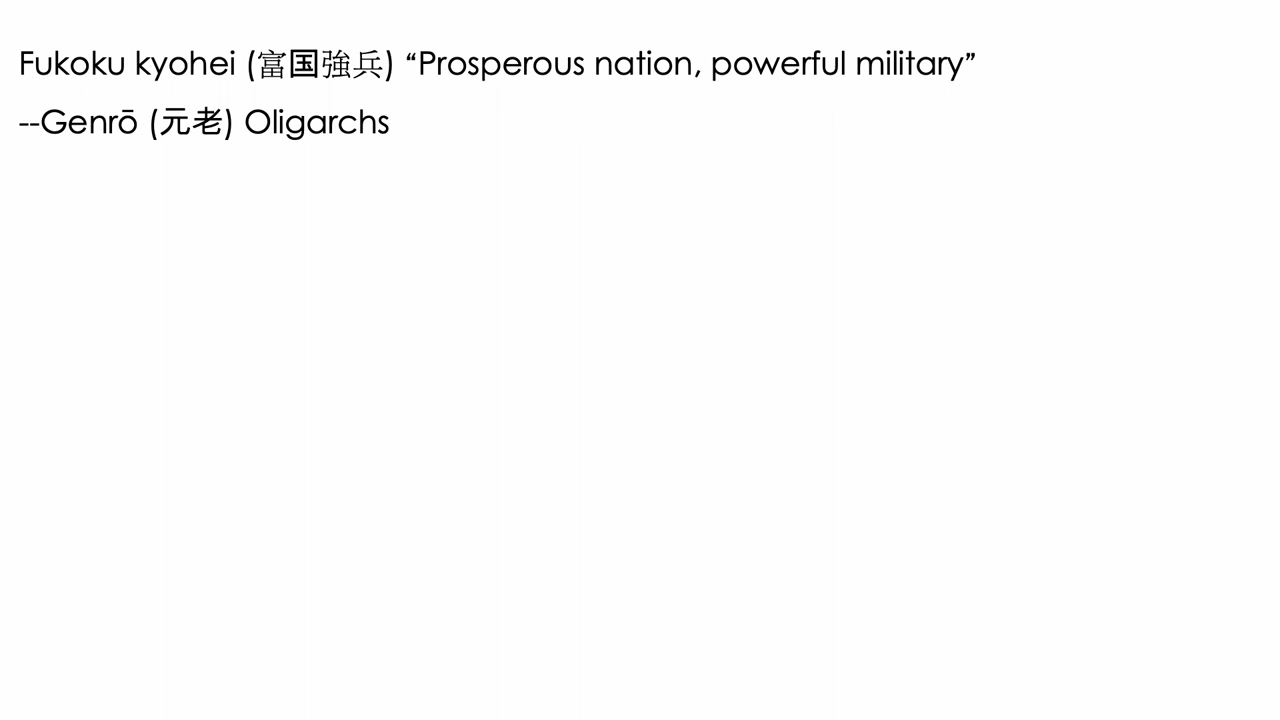 Fukoku kyohei (富国強兵) “Prosperous nation, powerful military”
--Genrō (元老) Oligarchs